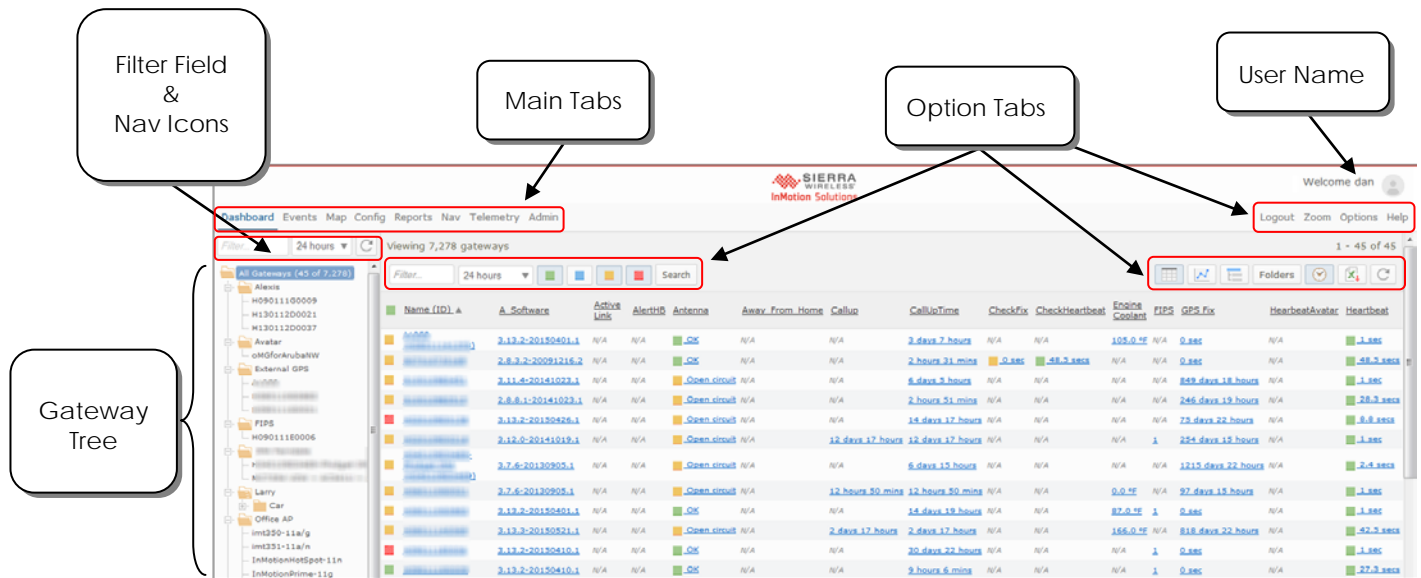 Filter Field
&
Nav Icons
Main Tabs
Option Tabs
User Name
Gateway
Tree
SIERRA
WIRELESS
InMotion Solutions
Welcome dan
Dashboard Events Map Config Reports Nav Telemetry Admin
Logout Zoom Options Help
Filter... 24 hours
Viewing 7,278 gateways
1 - 45 of 45
Filter... 24 hours Search
Folders
All Gateways (45 of 7,278)
Alexis
H090111G0009
H130112D0021
H130112D0037
Avatar
oMGforArubaNW
External GPS
FIPS
H090111E0006
Larry
Car
Office AP
imt350-11a/g
imt351-11a/n
InMotionHotSpot-11n
InMotionPrime-11g
Name (ID) ▲ A_Software Active Link AlertHB Antenna Away_From_Home Callup CallUpTime CheckFix CheckHeartbeat Engine Coolant FIPS GPS Fix HearbeatAvatar Heartbeat
3.13.2-20150401.1 N/A N/A OK N/A N/A 3 days 7 hours N/A N/A 105.0 °F N/A 0 sec N/A 1 sec
2.8.3.2-20091216.2 N/A N/A OK N/A N/A 2 hours 31 mins 0 sec 48.5 secs N/A N/A 0 sec N/A 48.5 secs
3.11.4-20141023.1 N/A N/A Open circuit N/A N/A 6 days 5 hours N/A N/A N/A N/A 849 days 18 hours N/A 1 sec
2.8.8.1-20141023.1 N/A N/A Open circuit N/A N/A 2 hours 51 mins N/A N/A N/A N/A 246 days 19 hours N/A 28.3 secs
3.13.2-20150426.1 N/A N/A Open circuit N/A N/A 14 days 17 hours N/A N/A N/A N/A 75 days 22 hours N/A secs
3.12.0-20141019.1 N/A N/A Open circuit N/A 12 days 17 hours 12 days 17 hours N/A N/A N/A 1 254 days 15 hours N/A 1 sec
3.7.6-20130905.1 N/A N/A Open circuit N/A N/A 6 days 15 hours N/A N/A N/A N/A 1215 days 22 hours N/A 2.4 secs
3.7.6-20130905.1 N/A N/A Open circuit N/A 12 hours 50 mins 12 hours 50 mins N/A N/A 0.0 °F N/A 97 days 15 hours N/A 1 sec
3.13.2-20150401.1 N/A N/A OK N/A N/A 14 days 19 hours N/A N/A 87.0 °F 1 0 sec N/A 1 sec
3.13.3-20150521.1 N/A N/A Open circuit N/A 2 days 17 hours 2 days 17 hours N/A N/A 166.0 °F N/A 818 days 22 hours N/A 42.5 secs
3.13.2-20150410.1 N/A N/A OK N/A N/A 30 days 22 hours N/A N/A N/A 1 0 sec N/A 1 sec
3.13.2-20150410.1 N/A N/A OK N/A N/A 9 hours 6 mins N/A N/A N/A 1 0 sec N/A 27.3 secs